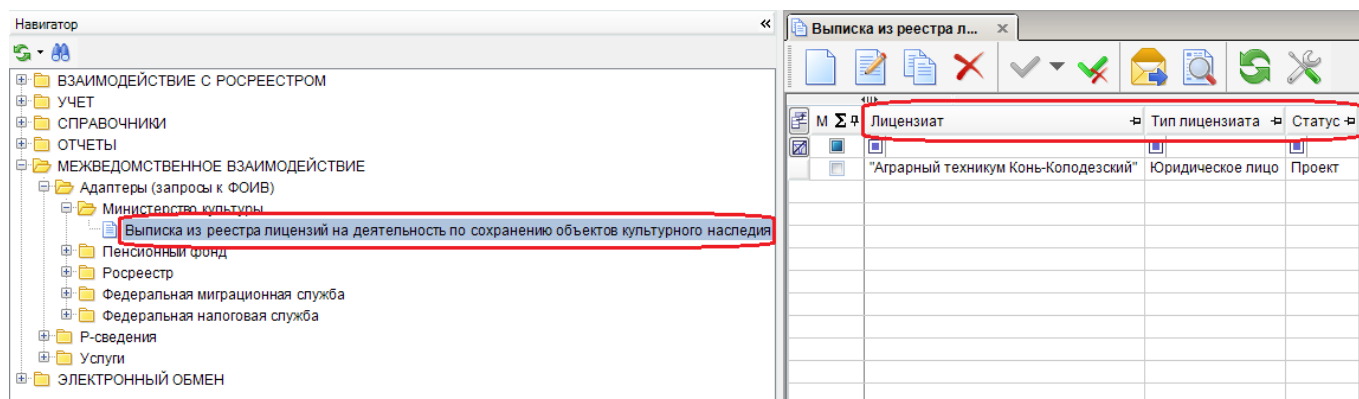 Навигатор
ВЗАИМОДЕЙСТВИЕ С РОСРЕЕСТРОМ
УЧЕТ
СПРАВОЧНИКИ
ОТЧЕТЫ
МЕЖВЕДОМСТВЕННОЕ ВЗАИМОДЕЙСТВИЕ
Адаптеры (запросы к ФОИВ)
Министерство культуры
Выписка из реестра лицензий на деятельность по сохранению объектов культурного наследия
Пенсионный фонд
Росреестр
Федеральная миграционная служба
Федеральная налоговая служба
Р-сведения
Услуги
ЭЛЕКТРОННЫЙ ОБМЕН
Выписка из реестра л...
М Σ Лицензиат Тип лицензиата Статус
"Аграрный техникум Конь-Колодезский" Юридическое лицо Проект